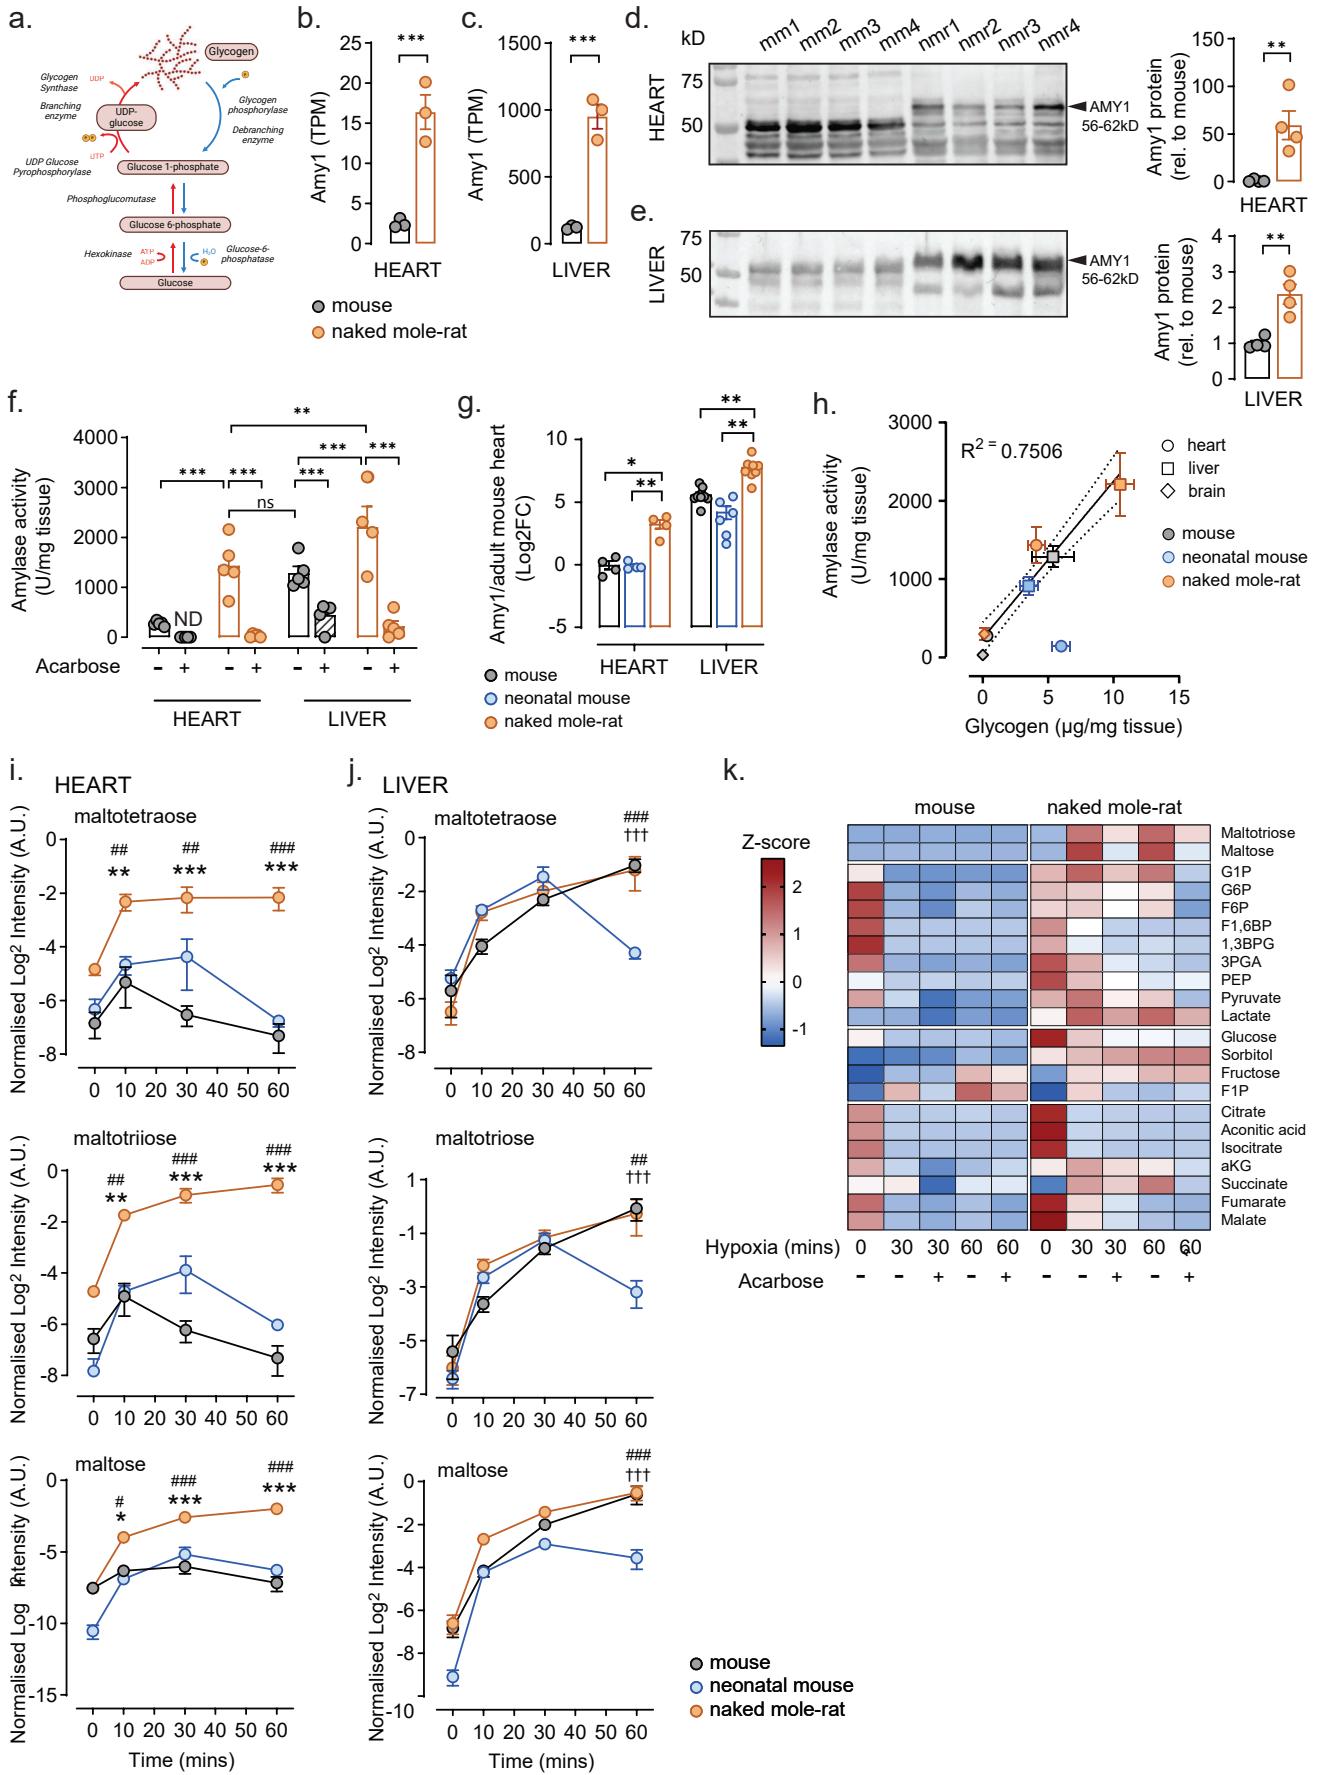 a.
Glycogen
Glycogen
Synthase
UDP
P
Branching
enzyme
UDP-
glucose
Glycogen
phosphorylase
PP
Debranching
enzyme
UTP
UDP Glucose
Pyrophosphorylase
Glucose 1-phosphate
Phosphoglucomutase
Glucose 6-phosphate
Hexokinase
ATP
ADP
H₂O
P
Glucose-6-
phosphatase
Glucose
b.
Amy1 (TPM)
25
20
15
10
5
0
***
HEART
c.
Amy1 (TPM)
1500
1000
500
0
***
LIVER
mouse
naked mole-rat
d.
kD
mm1 mm2 mm3 mm4 nmr1 nmr2 nmr3 nmr4
HEART
75
50
AMY1
56-62kD
Amy1 protein
(rel. to mouse)
150
100
50
0
**
HEART
e.
LIVER
75
50
AMY1
56-62kD
Amy1 protein
(rel. to mouse)
4
3
2
1
0
**
LIVER
f.
Amylase activity
(U/mg tissue)
4000
3000
2000
1000
0
**
*** *** *** *** ***
ns
ND
Acarbose - + - + - + - +
HEART LIVER
g.
Amy1/adult mouse heart
(Log2FC)
10
5
0
-5
*
**
**
**
HEART LIVER
mouse
neonatal mouse
naked mole-rat
h.
Amylase activity
(U/mg tissue)
3000
2000
1000
0
R² = 0.7506
0 5 10 15
Glycogen (µg/mg tissue)
heart
liver
brain
mouse
neonatal mouse
naked mole-rat
i. HEART
maltotetraose
Normalised Log² Intensity (A.U.)
0
-2
-4
-6
-8
## ## ###
** *** ***
0 10 20 30 40 50 60
maltotriiose
Normalised Log² Intensity (A.U.)
0
-2
-4
-6
-8
## ### ###
** *** ***
0 10 20 30 40 50 60
maltose
0
-5
-10
-15
# ### ###
* *** ***
0 10 20 30 40 50 60
Time (mins)
j. LIVER
maltotetraose
Normalised Log² Intensity (A.U.)
0
-2
-4
-6
-8
###
†††
0 10 20 30 40 50 60
maltotriose
Normalised Log² Intensity (A.U.)
1
-1
-3
-5
-7
##
†††
0 10 20 30 40 50 60
maltose
Normalised Log² Intensity (A.U.)
0
-2
-4
-6
-8
-10
###
†††
0 10 20 30 40 50 60
Time (mins)
mouse
neonatal mouse
naked mole-rat
k.
mouse naked mole-rat
Z-score
2
1
0
-1
Maltotriose
Maltose
G1P
G6P
F6P
F1,6BP
1,3BPG
3PGA
PEP
Pyruvate
Lactate
Glucose
Sorbitol
Fructose
F1P
Citrate
Aconitic acid
Isocitrate
aKG
Succinate
Fumarate
Malate
Hypoxia (mins) 0 30 30 60 60 0 30 30 60 60
Acarbose - - + - + - - + - +